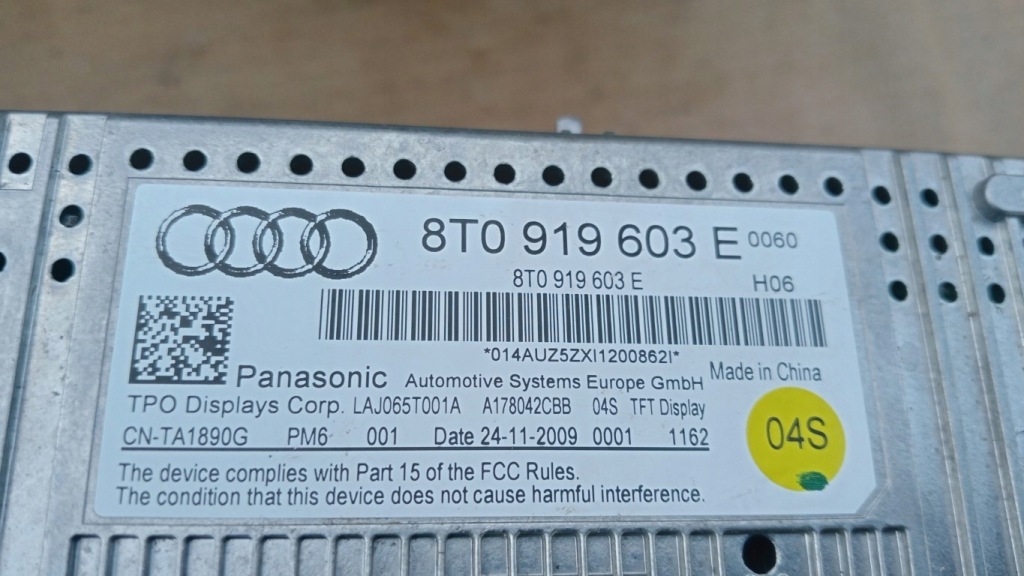 8T0 919 603 E 0060
8T0 919 603 E H06
*014AUZ5ZXI1200862I*
Panasonic Automotive Systems Europe GmbH Made in China
TPO Displays Corp. LAJ065T001A A178042CBB 04S TFT Display
CN-TA1890G PM6 001 Date 24-11-2009 0001 1162
04S
The device complies with Part 15 of the FCC Rules.
The condition that this device does not cause harmful interference.